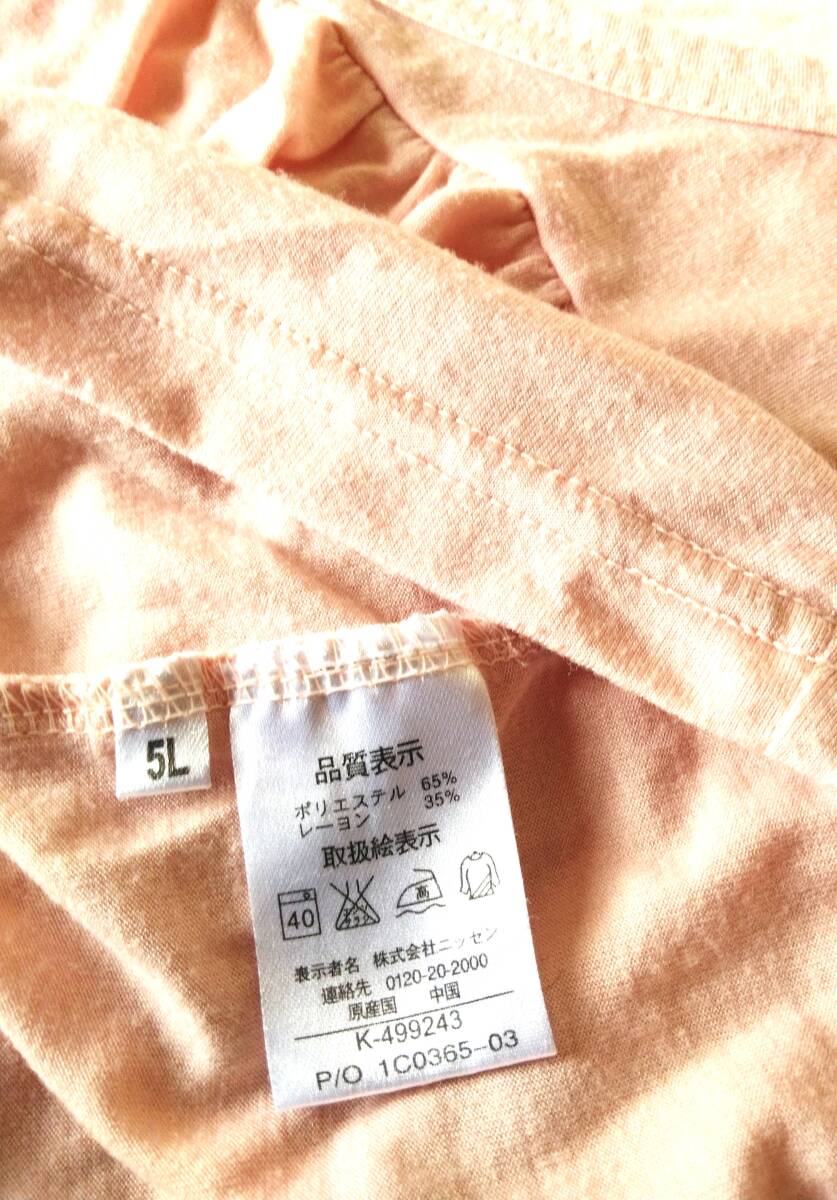 5L
品質表示
ポリエステル 65%
レーヨン 35%
取扱絵表示
40 高
表示者名 株式会社ニッセン
連絡先 0120-20-2000
原産国 中国
K-499243
P/O 1C0365-03